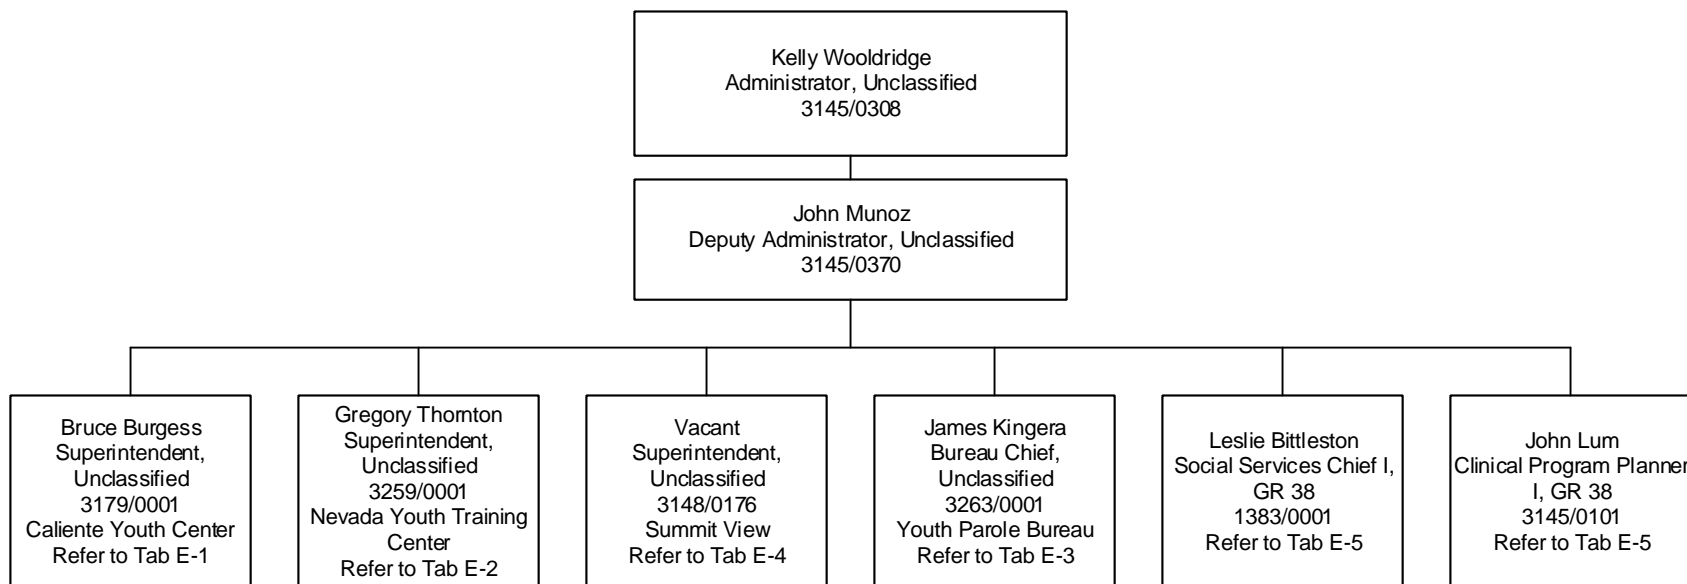 Kelly Wooldridge
Administrator, Unclassified
3145/0308
John Munoz
Deputy Administrator, Unclassified
3145/0370
Bruce Burgess
Superintendent,
Unclassified
3179/0001
Caliente Youth Center
Refer to Tab E-1
Gregory Thornton
Superintendent,
Unclassified
3259/0001
Nevada Youth Training
Center
Refer to Tab E-2
Vacant
Superintendent,
Unclassified
3148/0176
Summit View
Refer to Tab E-4
James Kingera
Bureau Chief,
Unclassified
3263/0001
Youth Parole Bureau
Refer to Tab E-3
Leslie Bittleston
Social Services Chief I,
GR 38
1383/0001
Refer to Tab E-5
John Lum
Clinical Program Planner
I, GR 38
3145/0101
Refer to Tab E-5